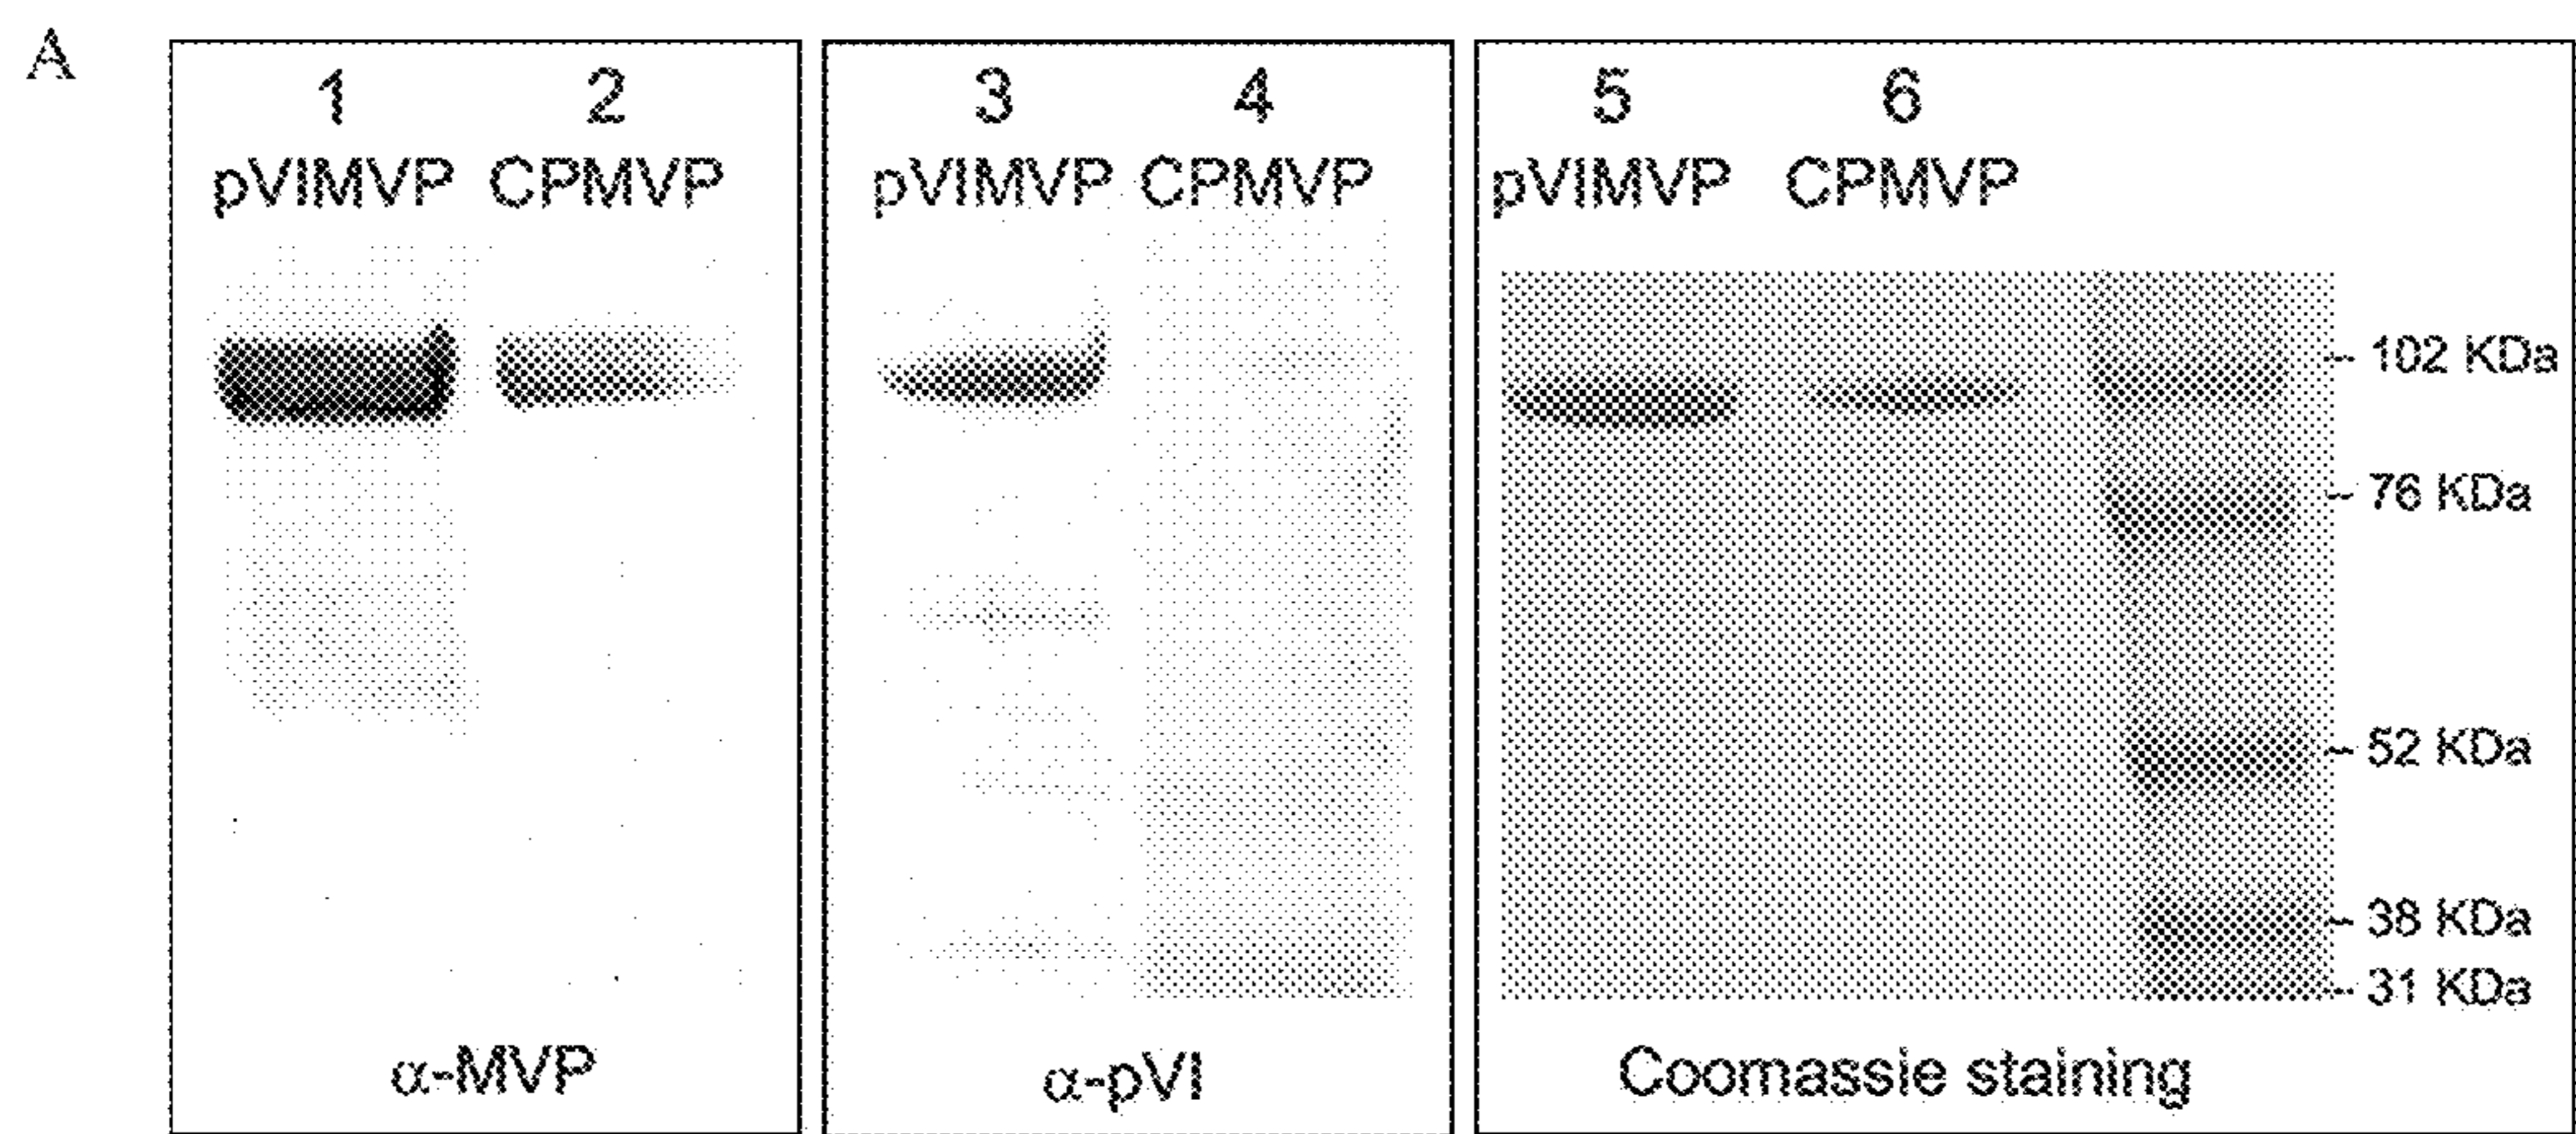 A
1 2
pVIMVP CPMVP
α-MVP
3 4
pVIMVP CPMVP
α-pVI
5 6
pVIMVP CPMVP
- 102 KDa
- 76 KDa
- 52 KDa
- 38 KDa
- 31 KDa
Coomassie staining